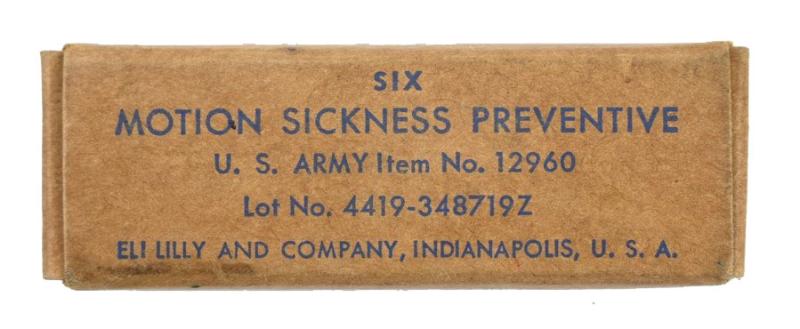 SIX
MOTION SICKNESS PREVENTIVE
U. S. ARMY Item No. 12960
Lot No. 4419-348719Z
ELI LILLY AND COMPANY, INDIANAPOLIS, U. S. A.